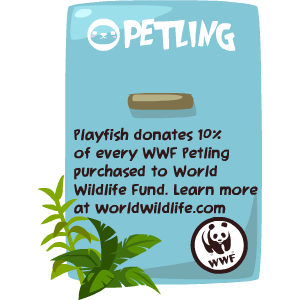 PETLING
Playfish donates 10%
of every WWF Petling
purchased to World
Wildlife Fund. Learn more
at worldwildlife.com
WWF